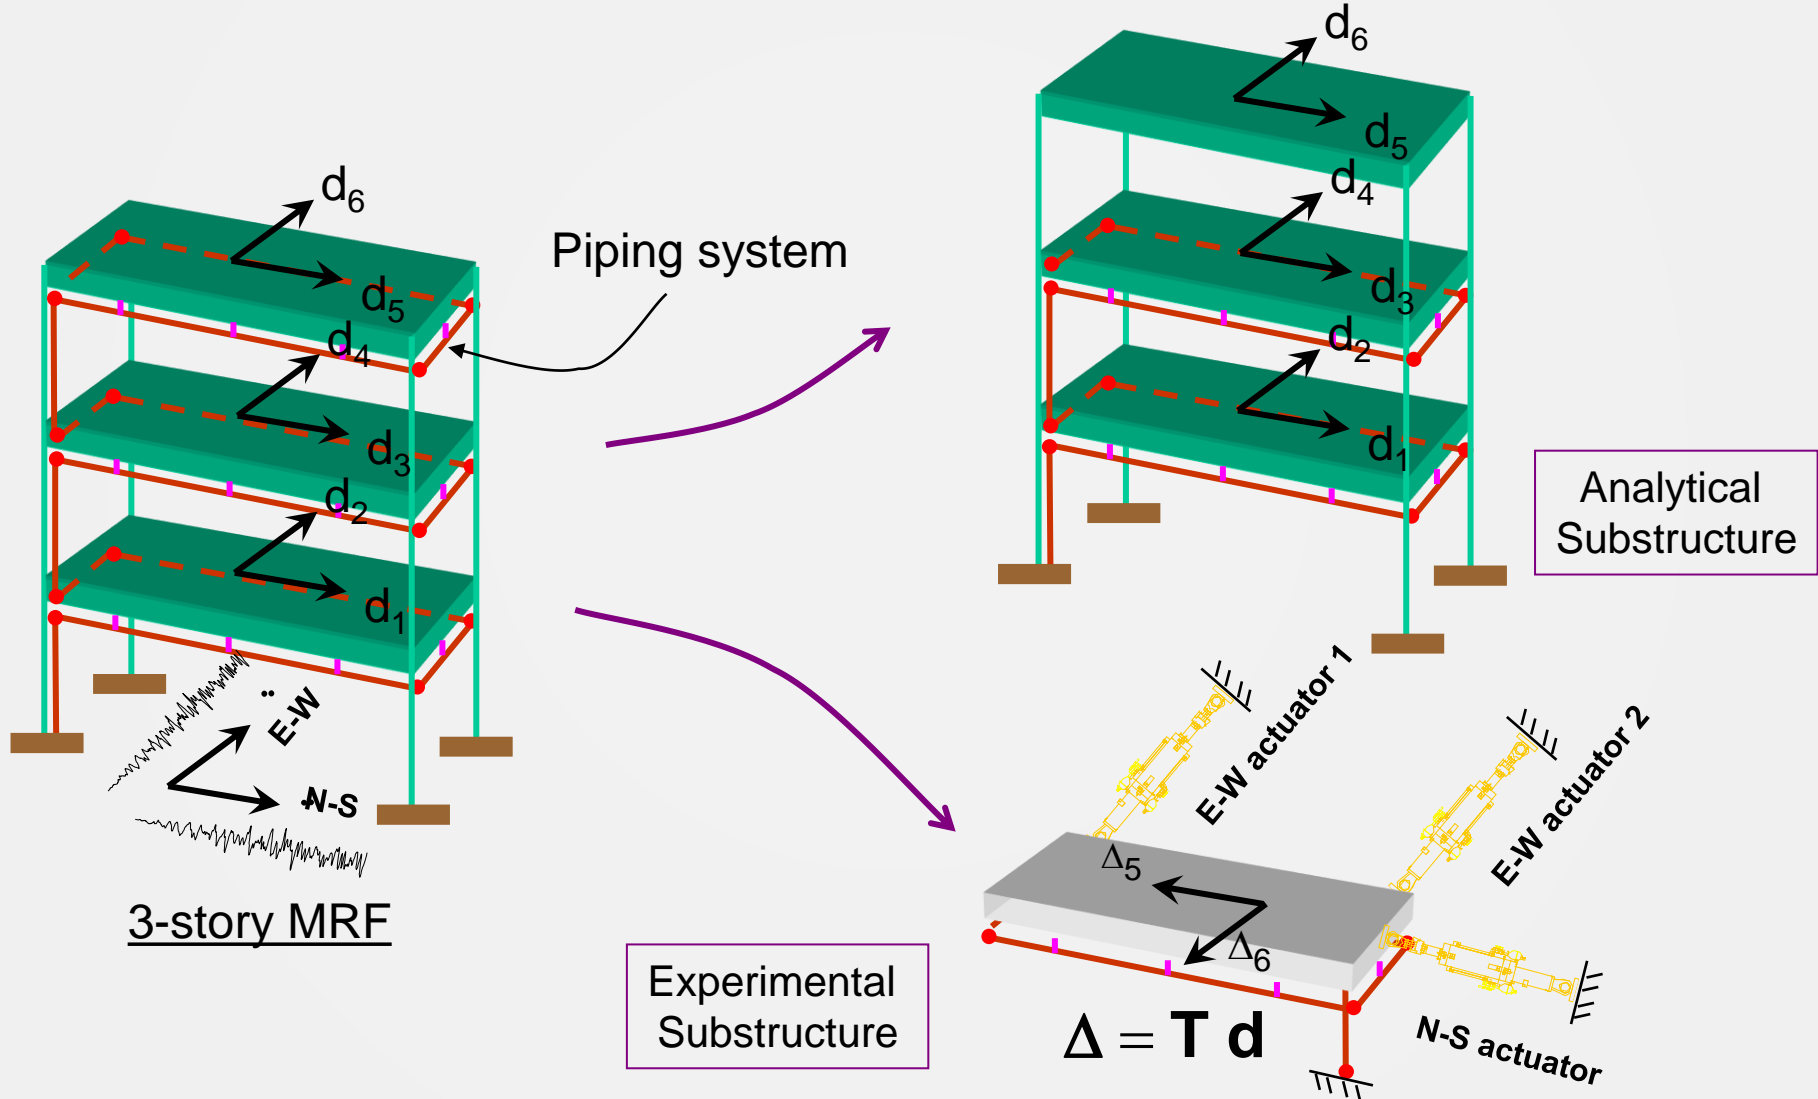 d6
d5
d4
d3
d2
d1
Piping system
E-W
N-S
3-story MRF
d6
d5
d4
d3
d2
d1
Analytical
Substructure
E-W actuator 1
E-W actuator 2
Δ5
Δ6
N-S actuator
Experimental
Substructure
Δ = T d